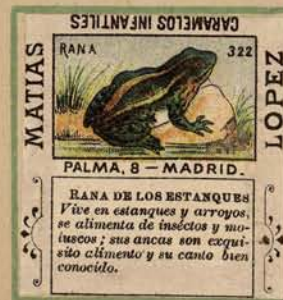 CARAMELOS INFANTILES
MATIAS
RANA 322
LOPEZ
PALMA, 8 — MADRID.
RANA DE LOS ESTANQUES
Vive en estanques y arroyos,
se alimenta de inséctos y mo-
luscos; sus ancas son exqui-
sito alimento y su canto bien
conocido.